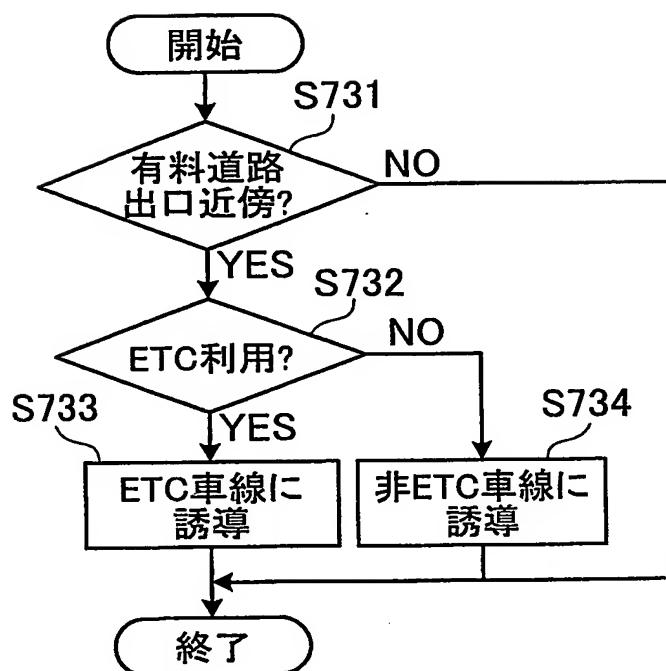 開始
S731
有料道路
出口近傍?
NO
YES
S732
ETC利用?
NO
YES
S733
S734
ETC車線に
誘導
非ETC車線に
誘導
終了